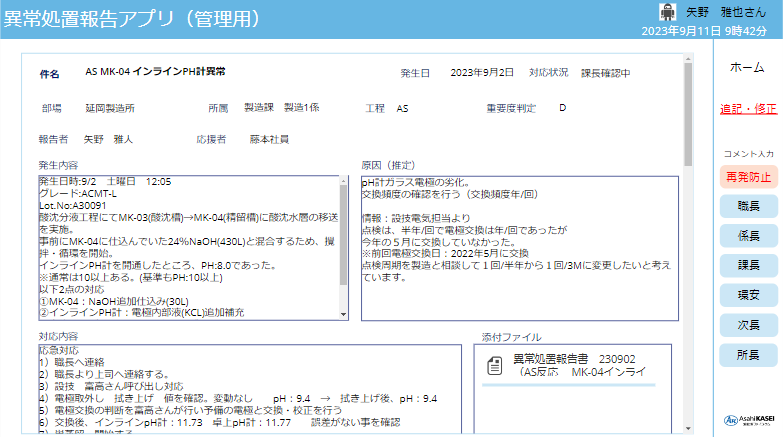 異常処置報告アプリ（管理用）
矢野　雅也さん
2023年9月11日 9時42分
件名　AS MK-04 インラインPH計異常　発生日　2023年9月2日　対応状況　課長確認中
部場　延岡製造所　所属　製造課　製造1係　工程　AS　重要度判定　D
報告者　矢野　雅人　応援者　藤本社員
発生内容
発生日時:9/2　土曜日　12:05
グレード:ACMT-L
Lot.No:A30091
酸沈分液工程にてMK-03(酸沈槽)→MK-04(精留槽)に酸沈水層の移送
を実施。
事前にMK-04に仕込んでいた24%NaOH(430L)と混合するため、撹
拌・循環を開始。
インラインPH計を開通したところ、PH:8.0であった。
※通常は10以上ある。(基準もPH:10以上)
以下2点の対応
①MK-04：NaOH追加仕込み(30L)
②インラインPH計：電極内部液(KCL)追加補充
原因（推定）
pH計ガラス電極の劣化。
交換頻度の確認を行う（交換頻度年/回）
情報：設技電気担当より
点検は、半年/回で電極交換は年/回であったが
今年の５月に交換していなかった。
※前回電極交換日：2022年5月に交換
点検周期を製造と相談して１回/半年から１回/3Mに変更したいと考え
ています。
対応内容
応急対応
1）職長へ連絡
2）職長より上司へ連絡する。
3）設技　富高さん呼び出し対応
4）電極取外し　拭き上げ　値を確認。変動なし　　pH：9.4　→　拭き上げ後、pH：9.4
5）電極交換の判断を富高さんが行い予備の電極と交換・校正を行う
6）交換後、インラインpH計：11.73　卓上pH計：11.77　　誤差がない事を確認
添付ファイル
異常処置報告書　230902
（AS反応　MK-04インライ
ホーム
追記・修正
コメント入力
再発防止
職長
係長
課長
環安
次長
所長
AsahiKASEI